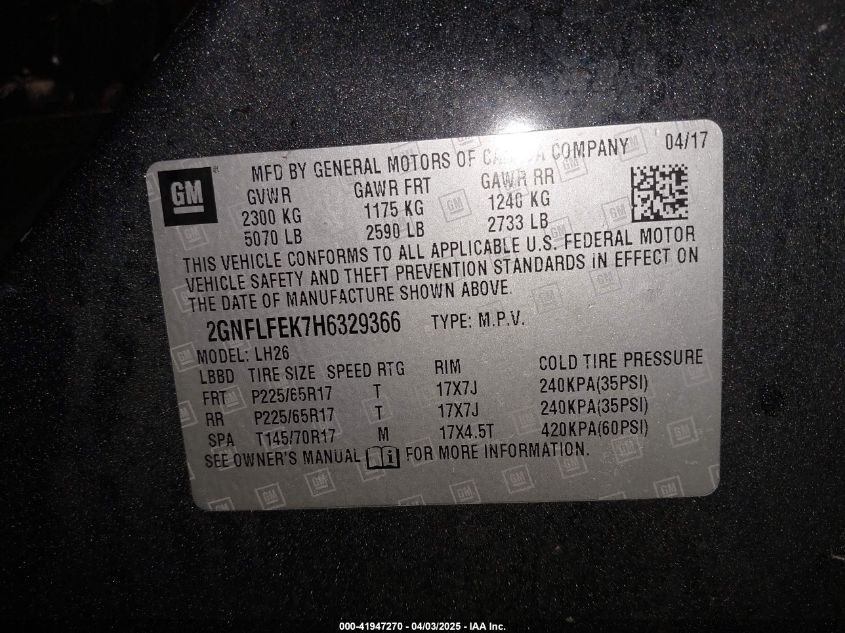 GM
MFD BY GENERAL MOTORS OF CANADA COMPANY 04/17
GVWR GAWR FRT GAWR RR
2300 KG 1175 KG 1240 KG
5070 LB 2590 LB 2733 LB
THIS VEHICLE CONFORMS TO ALL APPLICABLE U.S. FEDERAL MOTOR
VEHICLE SAFETY AND THEFT PREVENTION STANDARDS IN EFFECT ON
THE DATE OF MANUFACTURE SHOWN ABOVE.
2GNFLFEK7H6329366 TYPE: M.P.V.
MODEL: LH26
LBBD TIRE SIZE SPEED RTG RIM COLD TIRE PRESSURE
FRT P225/65R17 T 17X7J 240KPA(35PSI)
RR P225/65R17 T 17X7J 240KPA(35PSI)
SPA T145/70R17 M 17X4.5T 420KPA(60PSI)
SEE OWNER'S MANUAL FOR MORE INFORMATION.
000-41947270 - 04/03/2025 - IAA Inc.